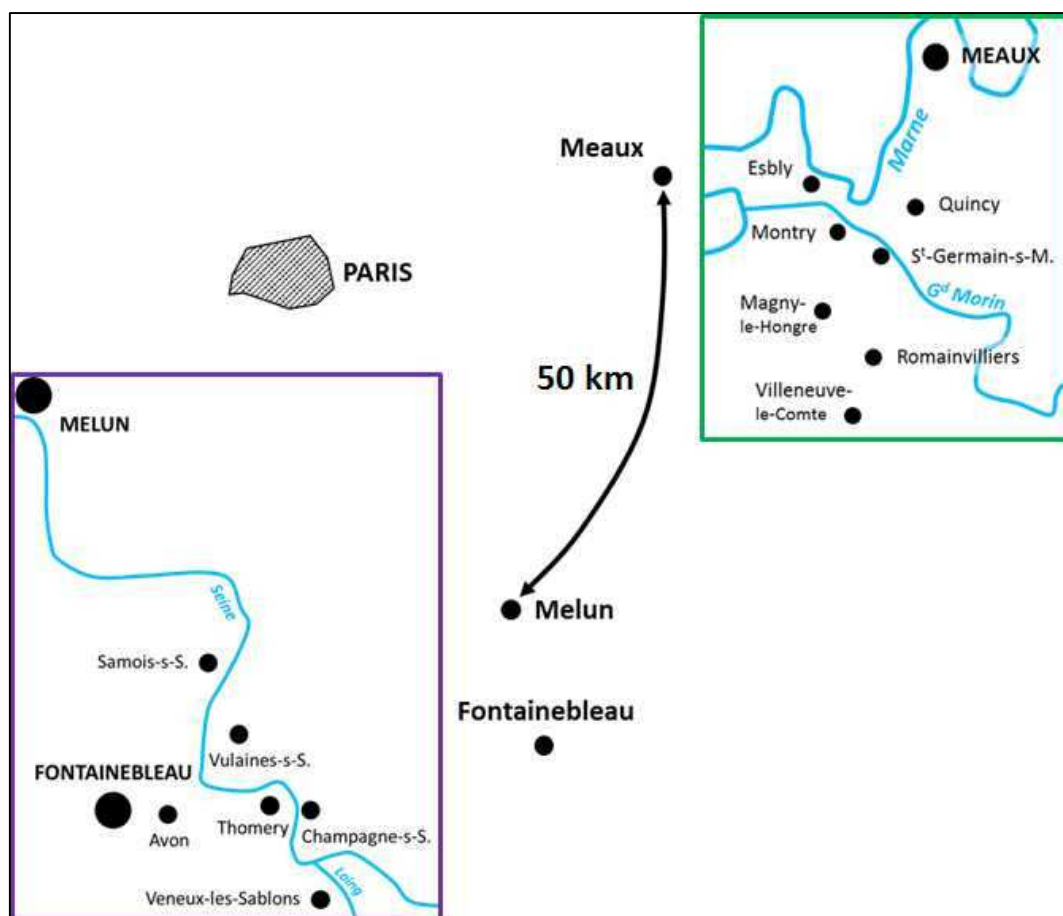 MEAUX
Meaux
Marne
Esbly
Quincy
Montry
Sᵗ-Germain-s-M.
PARIS
Gᵈ Morin
Magny-
le-Hongre
Romainvilliers
50 km
Villeneuve-
le-Comte
MELUN
Seine
Melun
Samois-s-S.
Fontainebleau
Vulaines-s-S.
FONTAINEBLEAU
Avon
Thomery
Champagne-s-S.
Loing
Veneux-les-Sablons